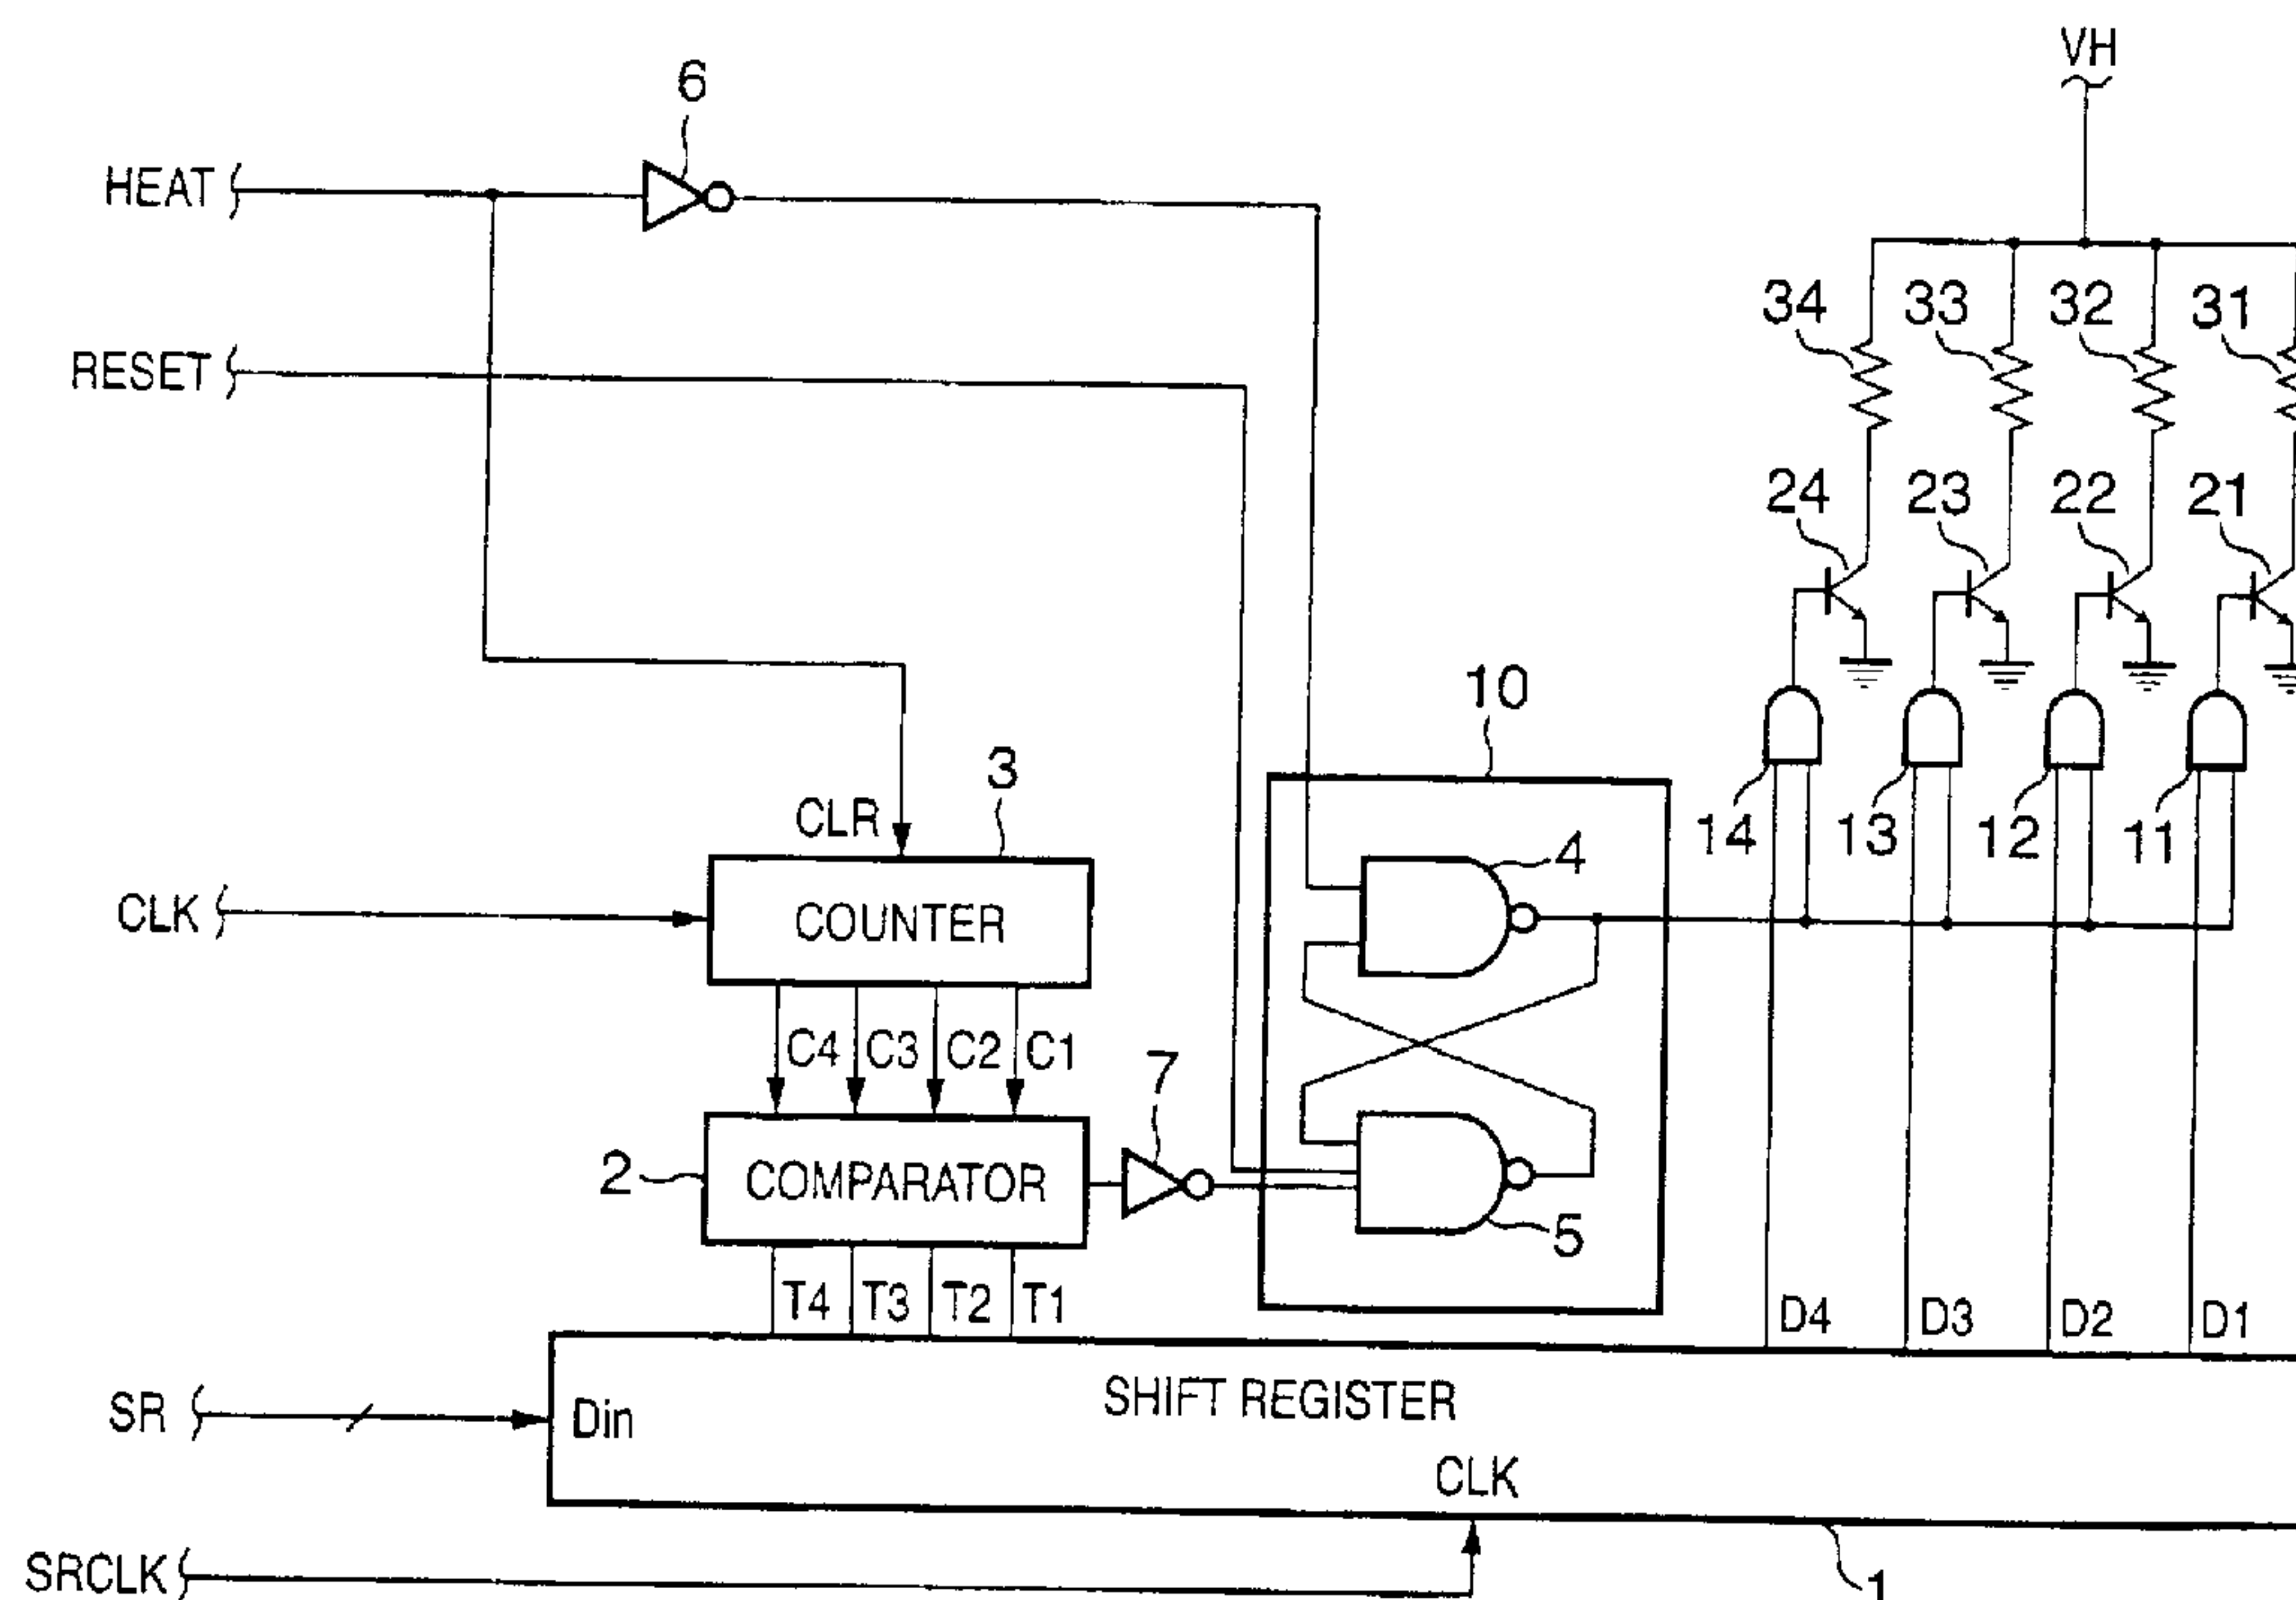 VH
6
HEAT
34 33 32 31
RESET
24 23 22 21
10
3
CLR
14 13 12 11
4
CLK
COUNTER
C4 C3 C2 C1
7
2
COMPARATOR
5
T4 T3 T2 T1
D4 D3 D2 D1
SHIFT REGISTER
SR
Din
CLK
SRCLK
1